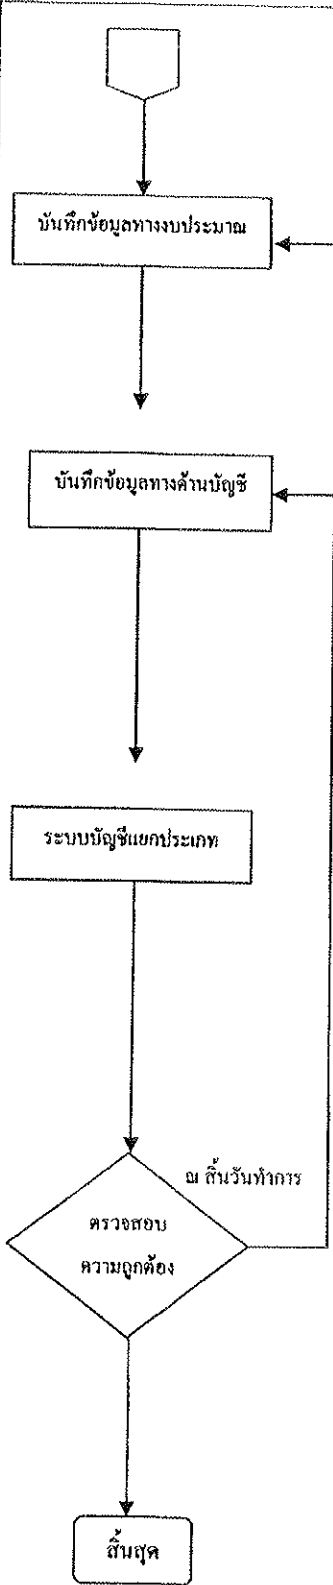 บันทึกข้อมูลทางงบประมาณ
บันทึกข้อมูลทางด้านบัญชี
ระบบบัญชีแยกประเภท
ณ สิ้นวันทำการ
ตรวจสอบ
ความถูกต้อง
สิ้นสุด